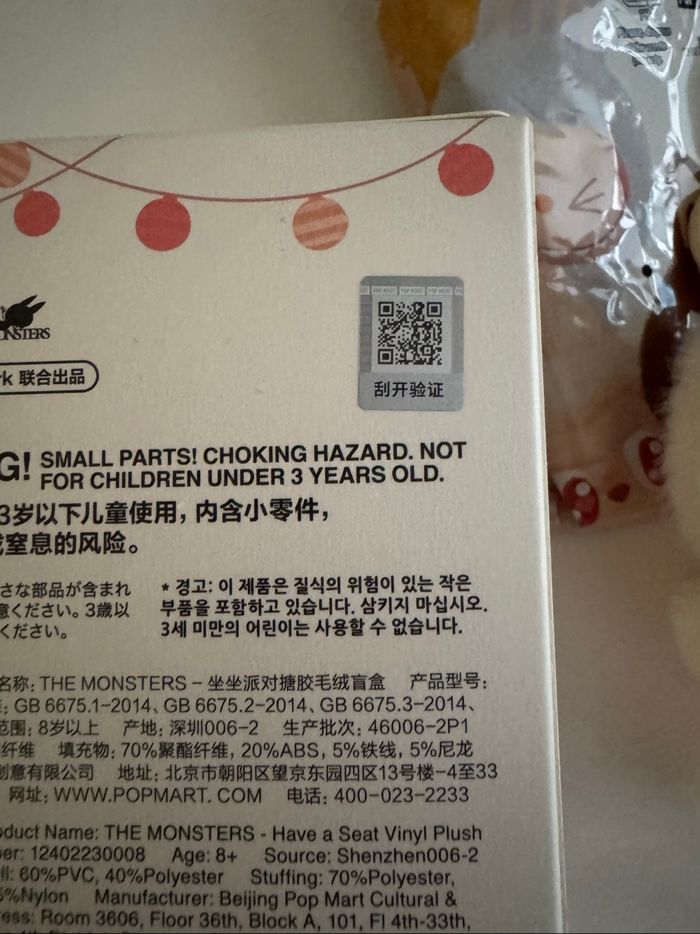 POP MART POP MART POP MART
MONSTERS
联合出品
刮开验证
SMALL PARTS! CHOKING HAZARD. NOT
FOR CHILDREN UNDER 3 YEARS OLD.
3岁以下儿童使用，内含小零件，
窒息的风险。
さな部品が含まれ
意ください。3歳以
ください。
* 경고: 이 제품은 질식의 위험이 있는 작은
부품을 포함하고 있습니다. 삼키지 마십시오.
3세 미만의 어린이는 사용할 수 없습니다.
名称: THE MONSTERS - 坐坐派对搪胶毛绒盲盒 产品型号:
GB 6675.1-2014、GB 6675.2-2014、GB 6675.3-2014、
范围: 8岁以上 产地: 深圳006-2 生产批次: 46006-2P1
纤维 填充物: 70%聚酯纤维, 20%ABS, 5%铁线, 5%尼龙
创意有限公司 地址: 北京市朝阳区望京东园四区13号楼-4至33
网址: WWW.POPMART.COM 电话: 400-023-2233
Product Name: THE MONSTERS - Have a Seat Vinyl Plush
12402230008 Age: 8+ Source: Shenzhen006-2
60%PVC, 40%Polyester Stuffing: 70%Polyester,
5%Nylon Manufacturer: Beijing Pop Mart Cultural &
Room 3606, Floor 36th, Block A, 101, Fl 4th-33th,